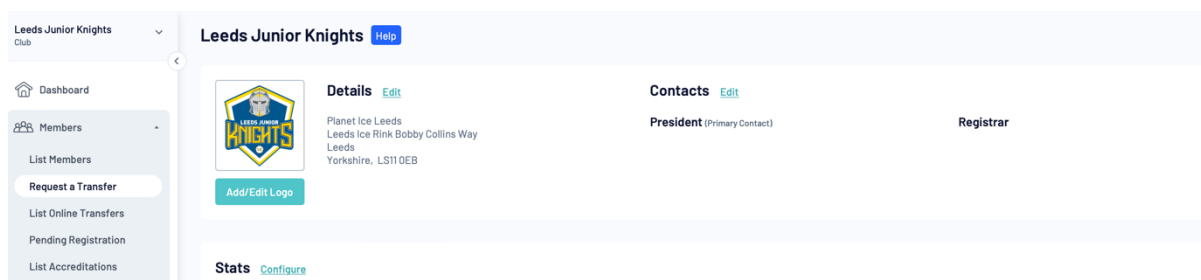 Leeds Junior Knights
Club
Dashboard
Members
List Members
Request a Transfer
List Online Transfers
Pending Registration
List Accreditations
Leeds Junior Knights Help
LEEDS JUNIOR
KNIGHTS
Add/Edit Logo
Details Edit
Planet Ice Leeds
Leeds Ice Rink Bobby Collins Way
Leeds
Yorkshire, LS11 0EB
Contacts Edit
President (Primary Contact)
Registrar
Stats Configure